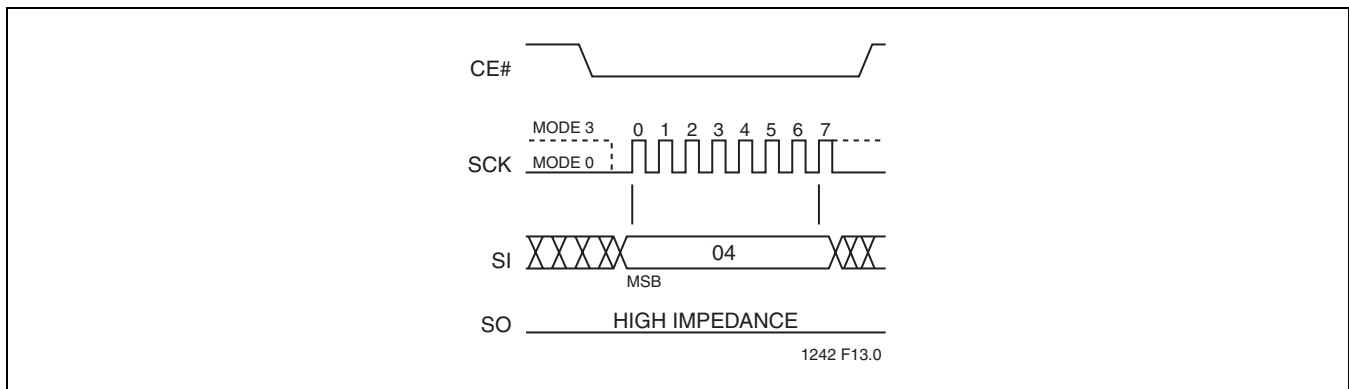 CE#
MODE 3
0 1 2 3 4 5 6 7
SCK
MODE 0
SI
04
MSB
SO
HIGH IMPEDANCE
1242 F13.0